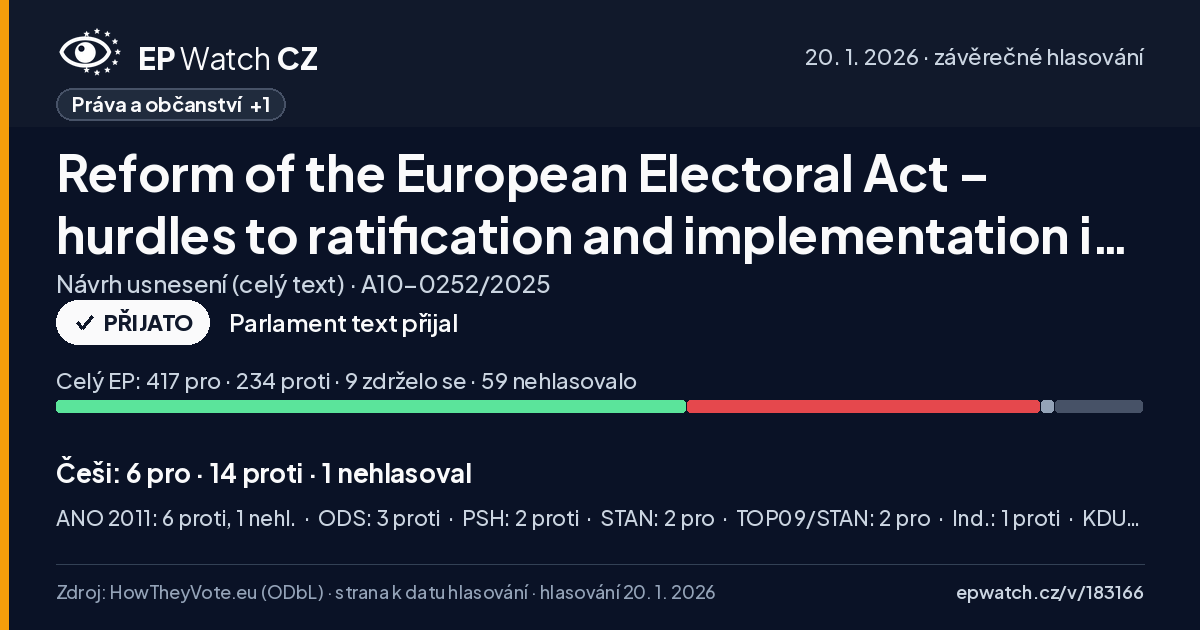 EP Watch CZ
20. 1. 2026 · závěrečné hlasování
Práva a občanství +1
Reform of the European Electoral Act –
hurdles to ratification and implementation i…
Návrh usnesení (celý text) · A10–0252/2025
✓ PŘIJATO Parlament text přijal
Celý EP: 417 pro · 234 proti · 9 zdrželo se · 59 nehlasovalo
Češi: 6 pro · 14 proti · 1 nehlasoval
ANO 2011: 6 proti, 1 nehl. · ODS: 3 proti · PSH: 2 proti · STAN: 2 pro · TOP09/STAN: 2 pro · Ind.: 1 proti · KDU…
Zdroj: HowTheyVote.eu (ODbL) · strana k datu hlasování · hlasování 20. 1. 2026
epwatch.cz/v/183166